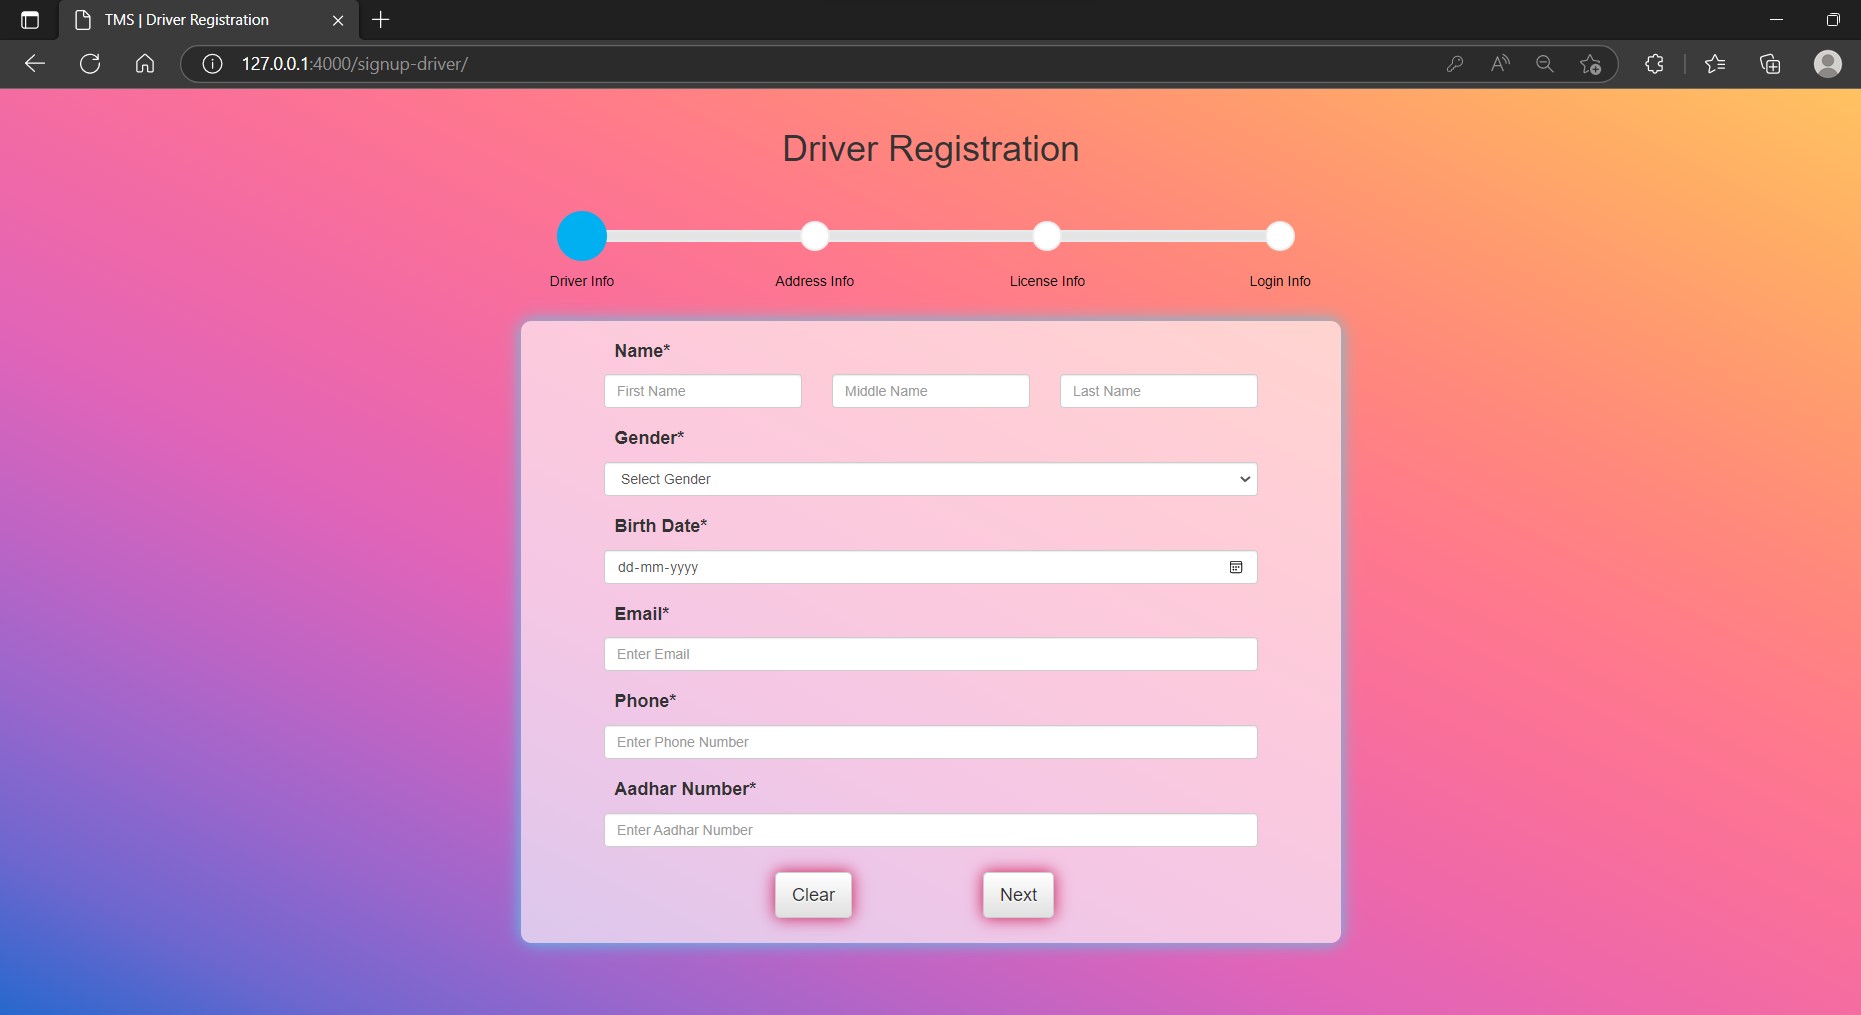 TMS | Driver Registration
127.0.0.1:4000/signup-driver/
Driver Registration
Driver Info Address Info License Info Login Info
Name*
First Name Middle Name Last Name
Gender*
Select Gender
Birth Date*
dd-mm-yyyy
Email*
Enter Email
Phone*
Enter Phone Number
Aadhar Number*
Enter Aadhar Number
Clear Next